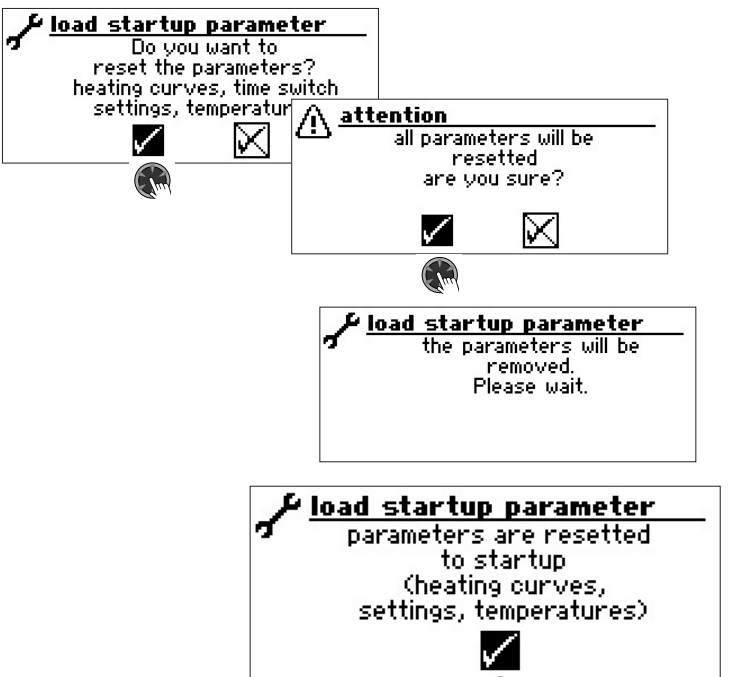 load startup parameter
Do you want to
reset the parameters?
heating curves, time switch
settings,
attention
all parameters will be
resetted
are you sure?
load startup parameter
the parameters will be
removed.
Please wait.
load startup parameter
parameters are resetted
to startup
(heating curves,
settings, temperatures)